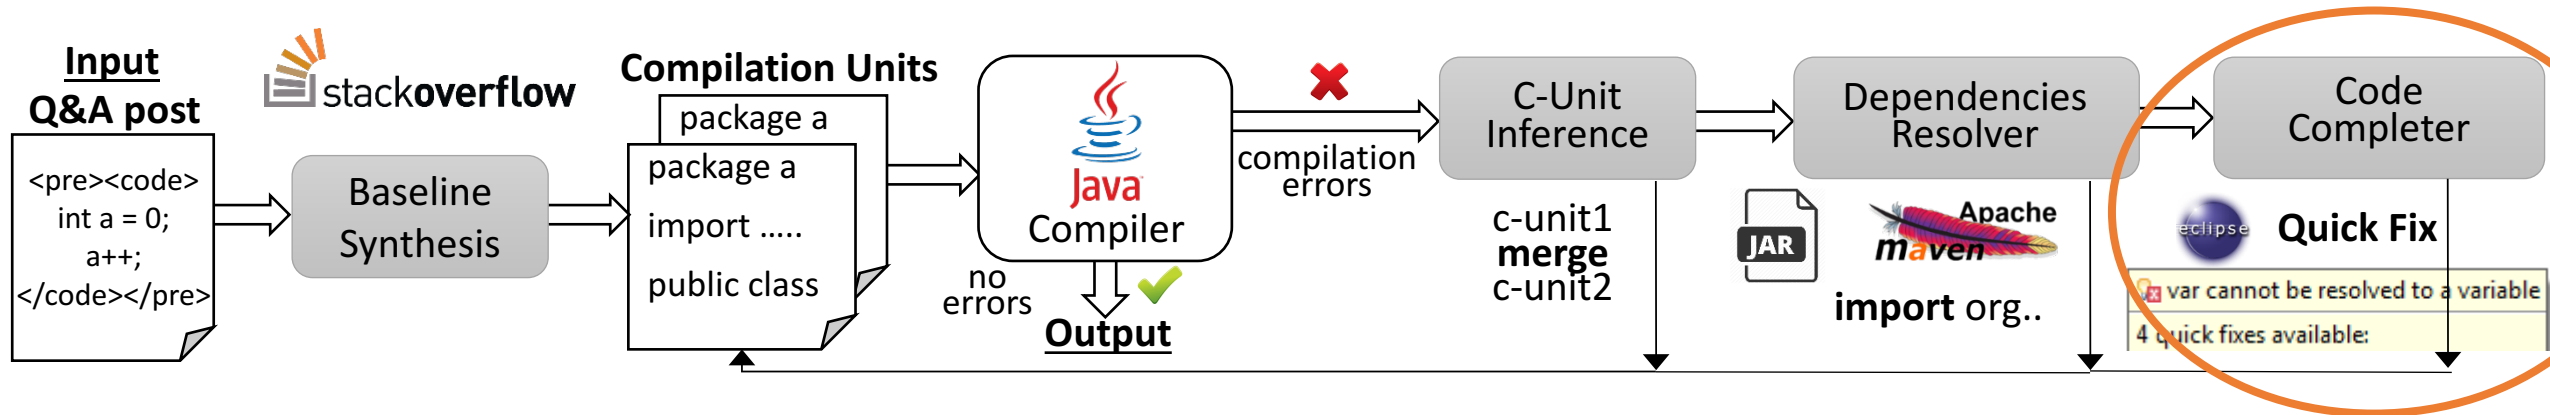 Input
Q&A post
<pre><code>
int a = 0;
a++;
</code></pre>
stackoverflow
Baseline
Synthesis
Compilation Units
package a
package a
import .....
public class
Java
Compiler
no
errors
Output
compilation
errors
C-Unit
Inference
c-unit1
merge
c-unit2
Dependencies
Resolver
JAR
Apache
maven
import org..
Code
Completer
eclipse
Quick Fix
var cannot be resolved to a variable
4 quick fixes available: